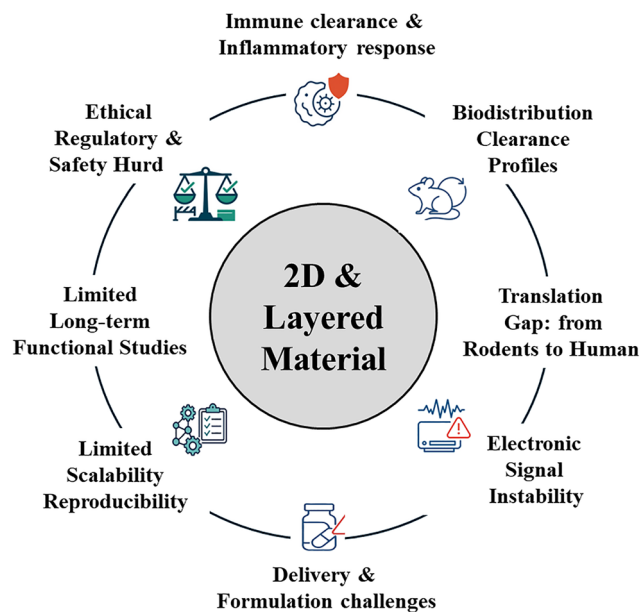 Immune clearance &
Inflammatory response
Biodistribution
Clearance
Profiles
Translation
Gap: from
Rodents to Human
Electronic
Signal
Instability
Delivery &
Formulation challenges
Limited
Scalability
Reproducibility
Limited
Long-term
Functional Studies
Ethical
Regulatory &
Safety Hurd
2D &
Layered
Material